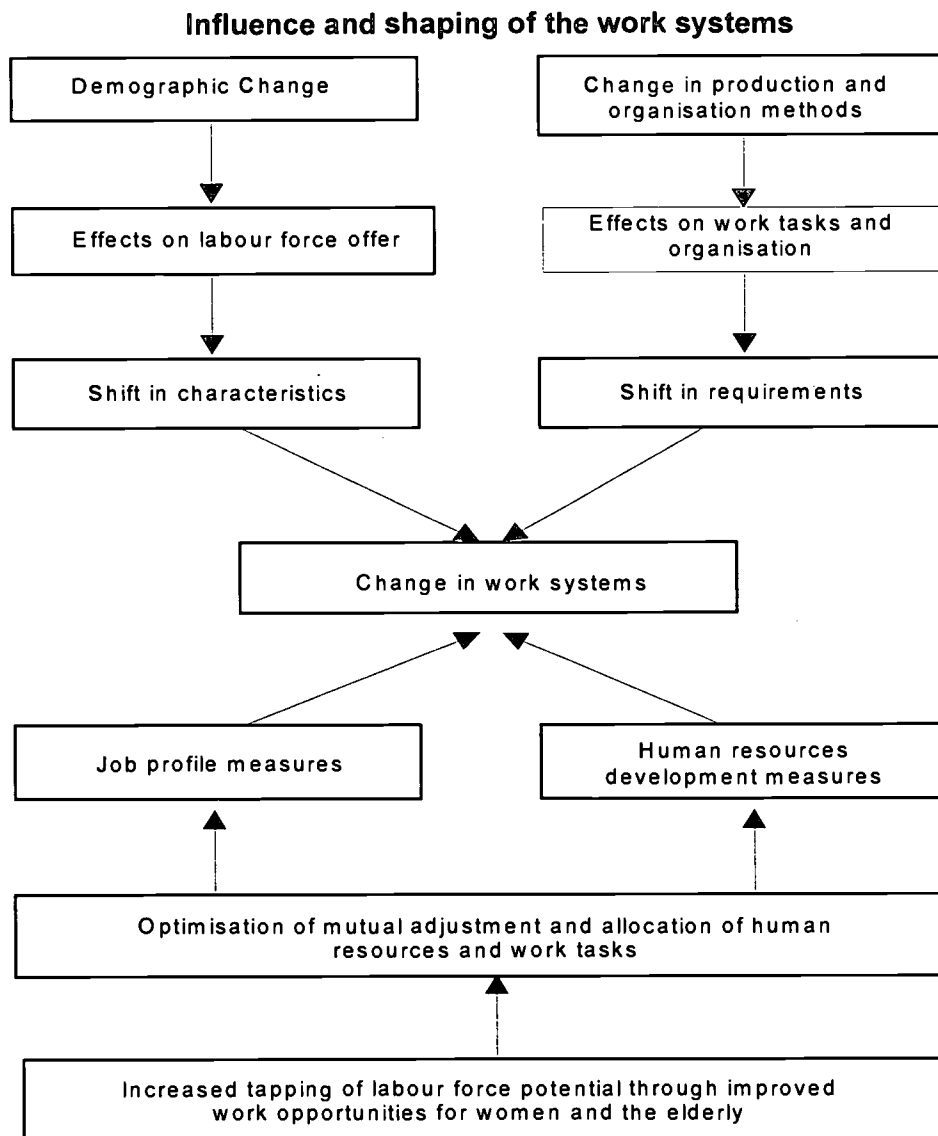 Influence and shaping of the work systems
Demographic Change
Change in production and
organisation methods
Effects on labour force offer
Effects on work tasks and
organisation
Shift in characteristics
Shift in requirements
Change in work systems
Job profile measures
Human resources
development measures
Optimisation of mutual adjustment and allocation of human
resources and work tasks
Increased tapping of labour force potential through improved
work opportunities for women and the elderly